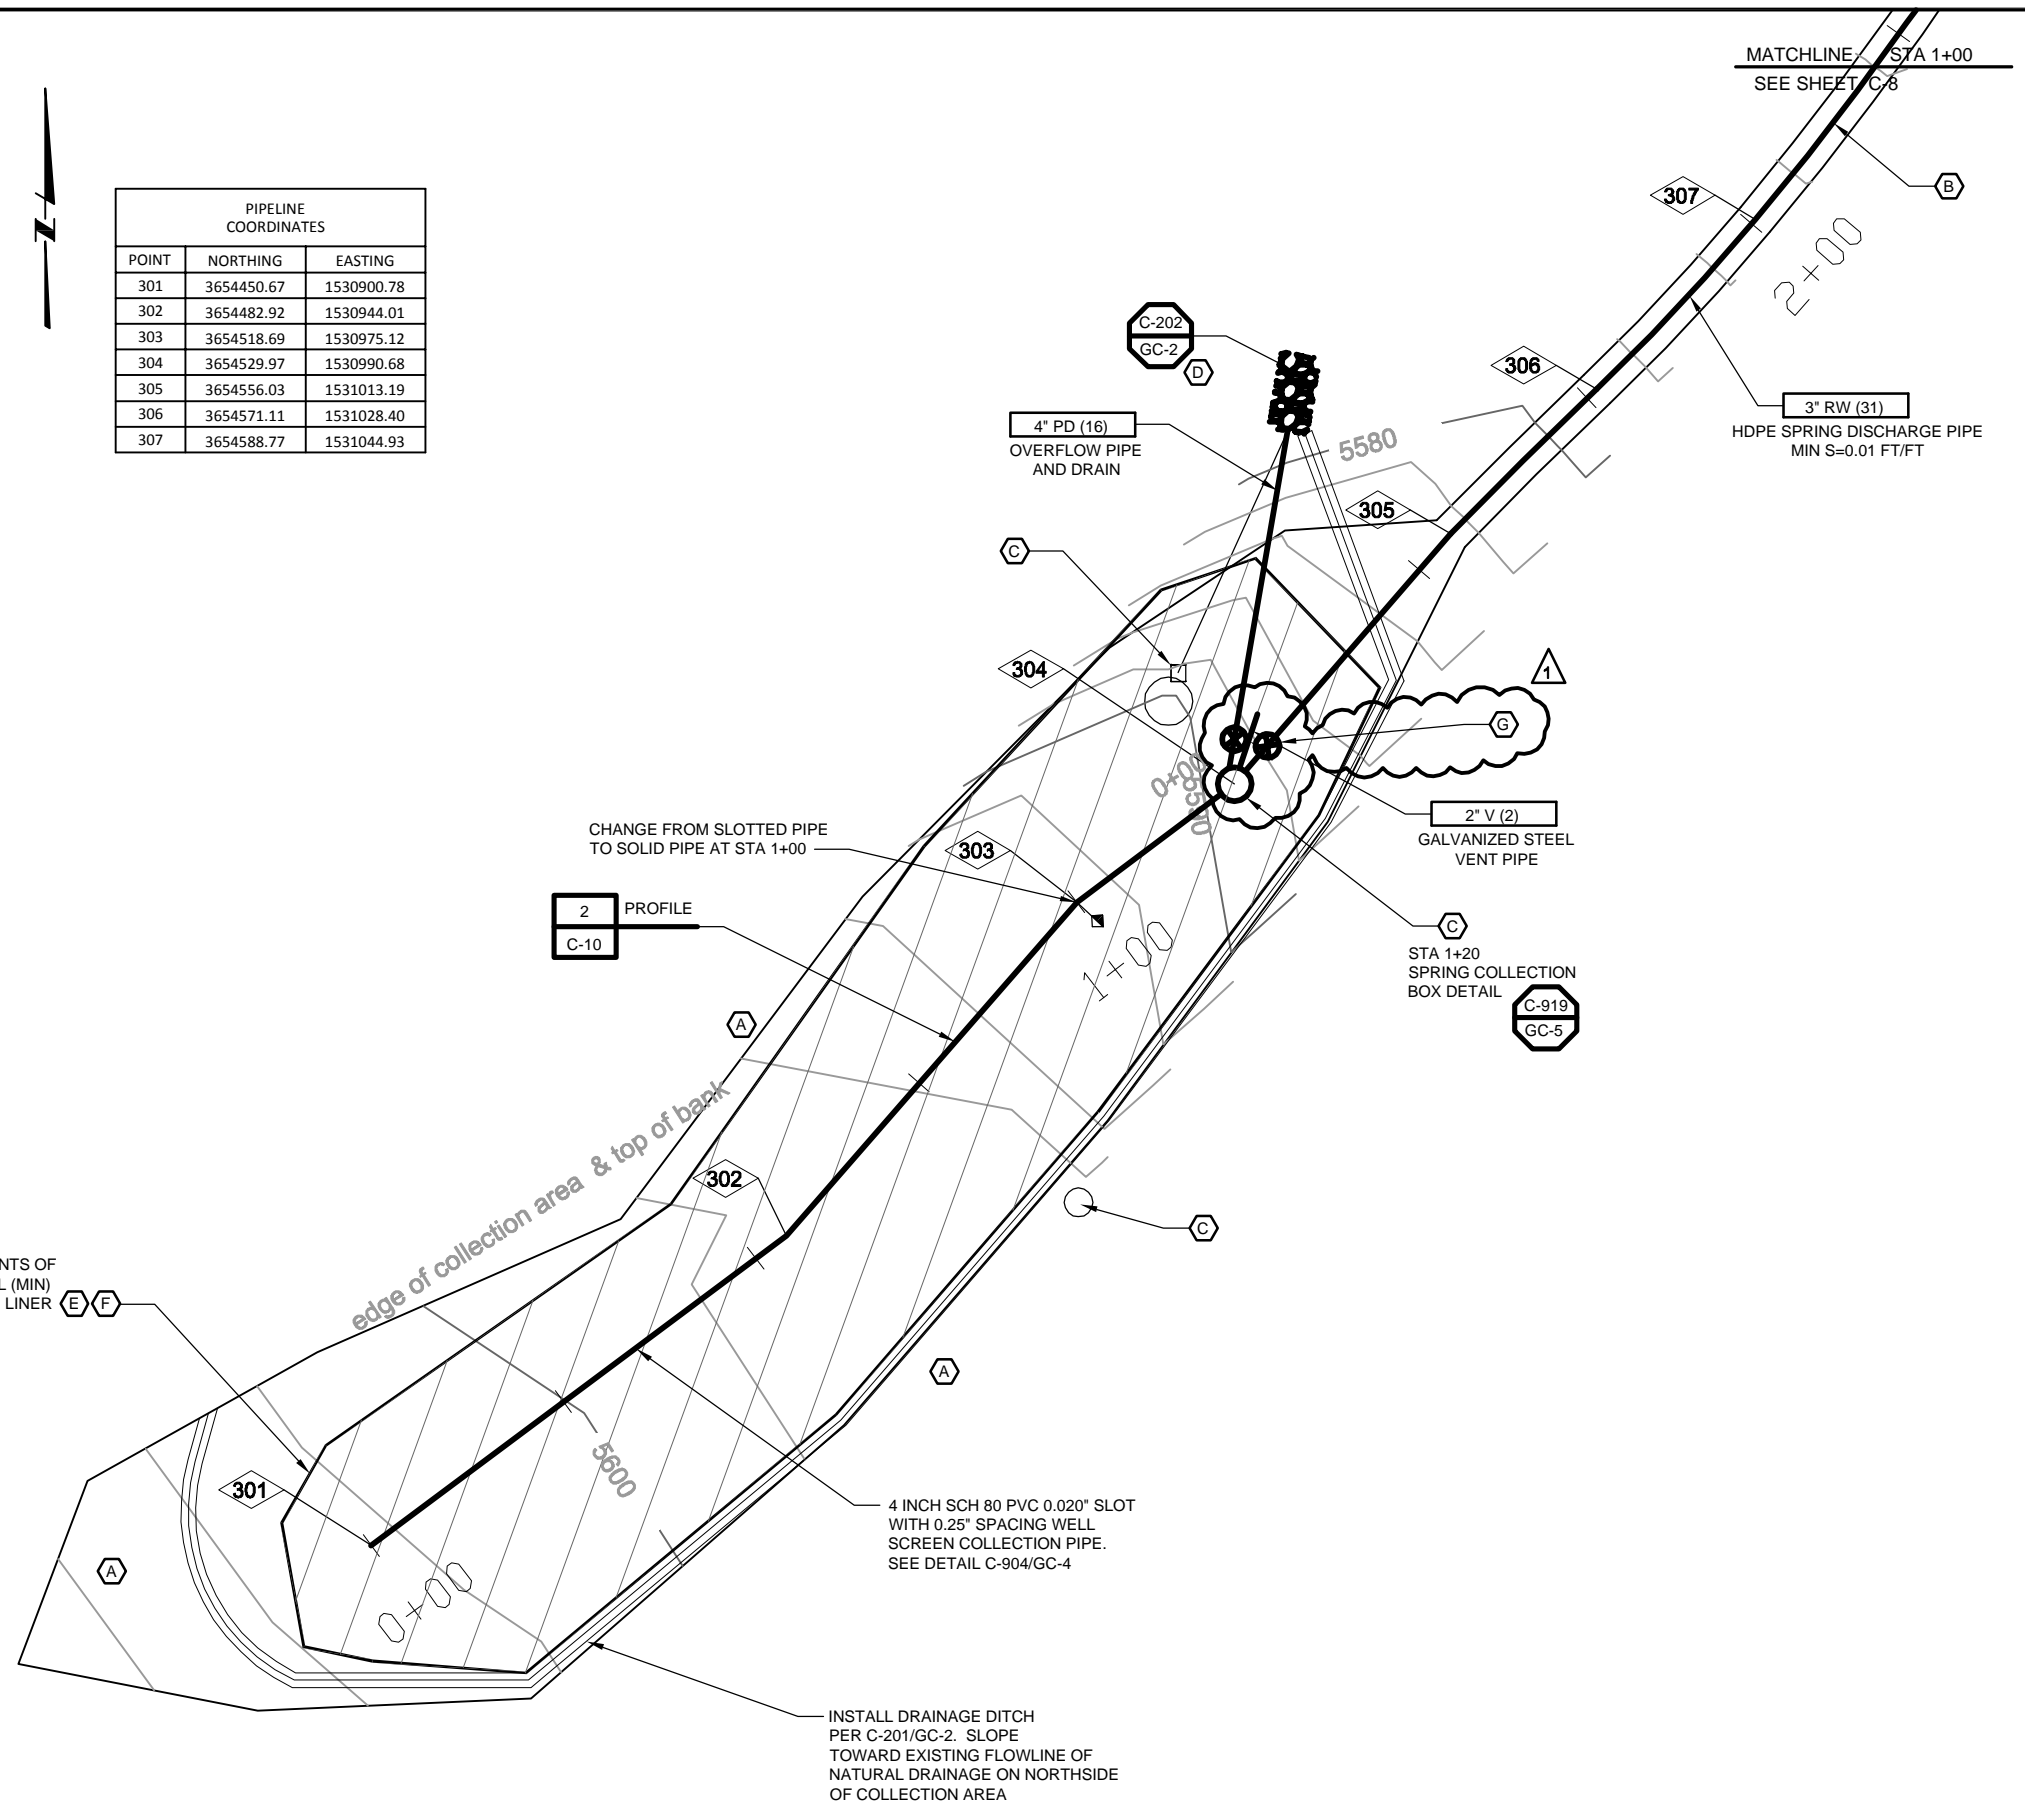 MATCHLINE STA 1+00
SEE SHEET C-8
N
PIPELINE
COORDINATES
POINT NORTHING EASTING
301 3654450.67 1530900.78
302 3654482.92 1530944.01
303 3654518.69 1530975.12
304 3654529.97 1530990.68
305 3654556.03 1531013.19
306 3654571.11 1531028.40
307 3654588.77 1531044.93
307
B
2+00
C-202
GC-2
D
306
3" RW (31)
HDPE SPRING DISCHARGE PIPE
MIN S=0.01 FT/FT
4" PD (16)
OVERFLOW PIPE
AND DRAIN
5580
305
C
304
1
G
0+00
5590
2" V (2)
GALVANIZED STEEL
VENT PIPE
CHANGE FROM SLOTTED PIPE
TO SOLID PIPE AT STA 1+00
303
2
C-10
PROFILE
1+00
C
STA 1+20
SPRING COLLECTION
BOX DETAIL
C-919
GC-5
A
edge of collection area & top of bank
302
C
NTS OF
L (MIN)
LINER E F
A
301
5600
4 INCH SCH 80 PVC 0.020" SLOT
WITH 0.25" SPACING WELL
SCREEN COLLECTION PIPE.
SEE DETAIL C-904/GC-4
A
0+00
INSTALL DRAINAGE DITCH
PER C-201/GC-2. SLOPE
TOWARD EXISTING FLOWLINE OF
NATURAL DRAINAGE ON NORTHSIDE
OF COLLECTION AREA